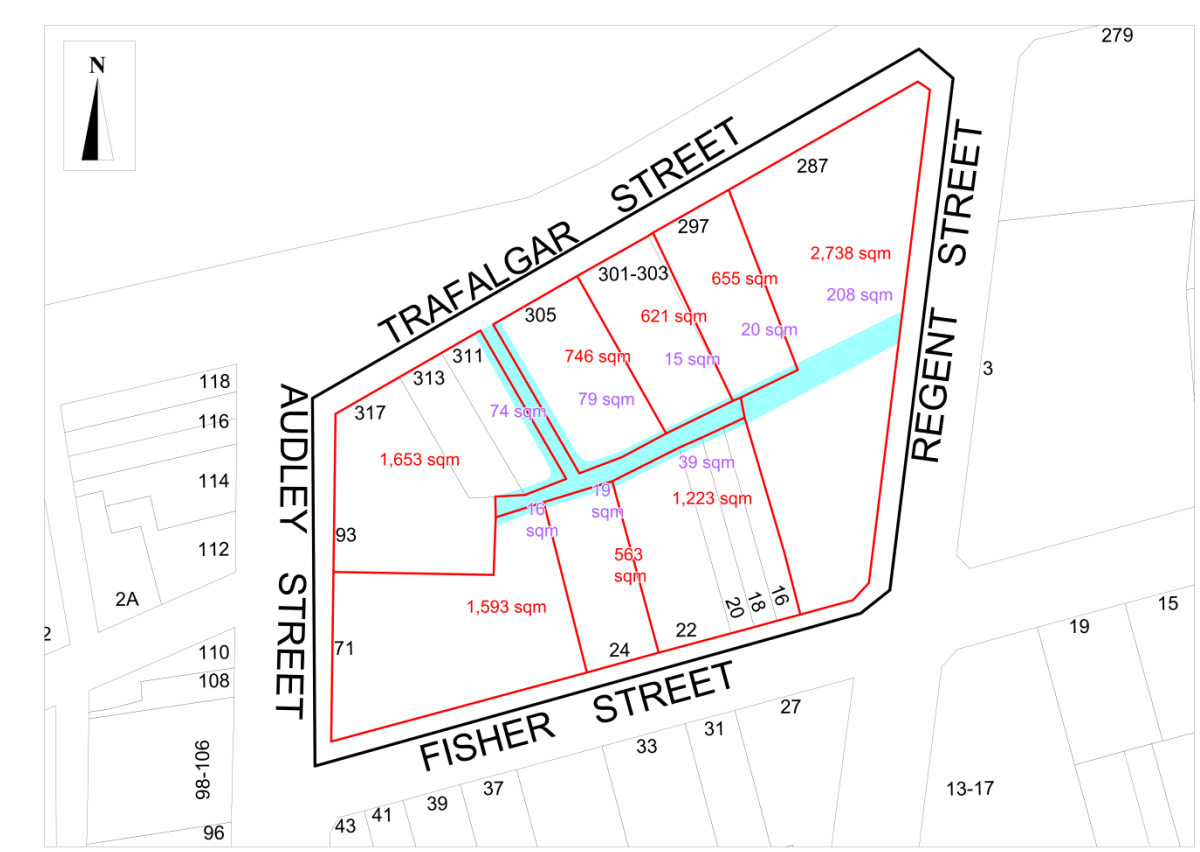 279
N
TRAFALGAR STREET
REGENT STREET
AUDLEY STREET
FISHER STREET
287
297
301-303
305
311
313
317
2,738 sqm
208 sqm
655 sqm
20 sqm
621 sqm
15 sqm
746 sqm
79 sqm
74 sqm
1,653 sqm
39 sqm
1,223 sqm
19
sqm
16
sqm
563
sqm
1,593 sqm
93
71
24
22
20
18
16
3
118
116
114
112
2A
2
110
108
98-106
96
43
41
39
37
33
31
27
19
15
13-17